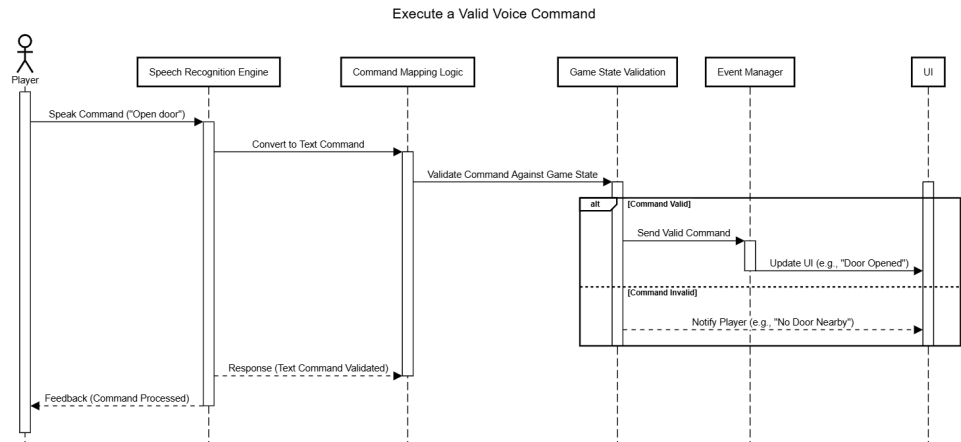 Execute a Valid Voice Command
Player
Speech Recognition Engine
Command Mapping Logic
Game State Validation
Event Manager
UI
Speak Command ("Open door")
Convert to Text Command
Validate Command Against Game State
alt
[Command Valid]
Send Valid Command
Update UI (e.g., "Door Opened")
[Command Invalid]
Notify Player (e.g., "No Door Nearby")
Response (Text Command Validated)
Feedback (Command Processed)